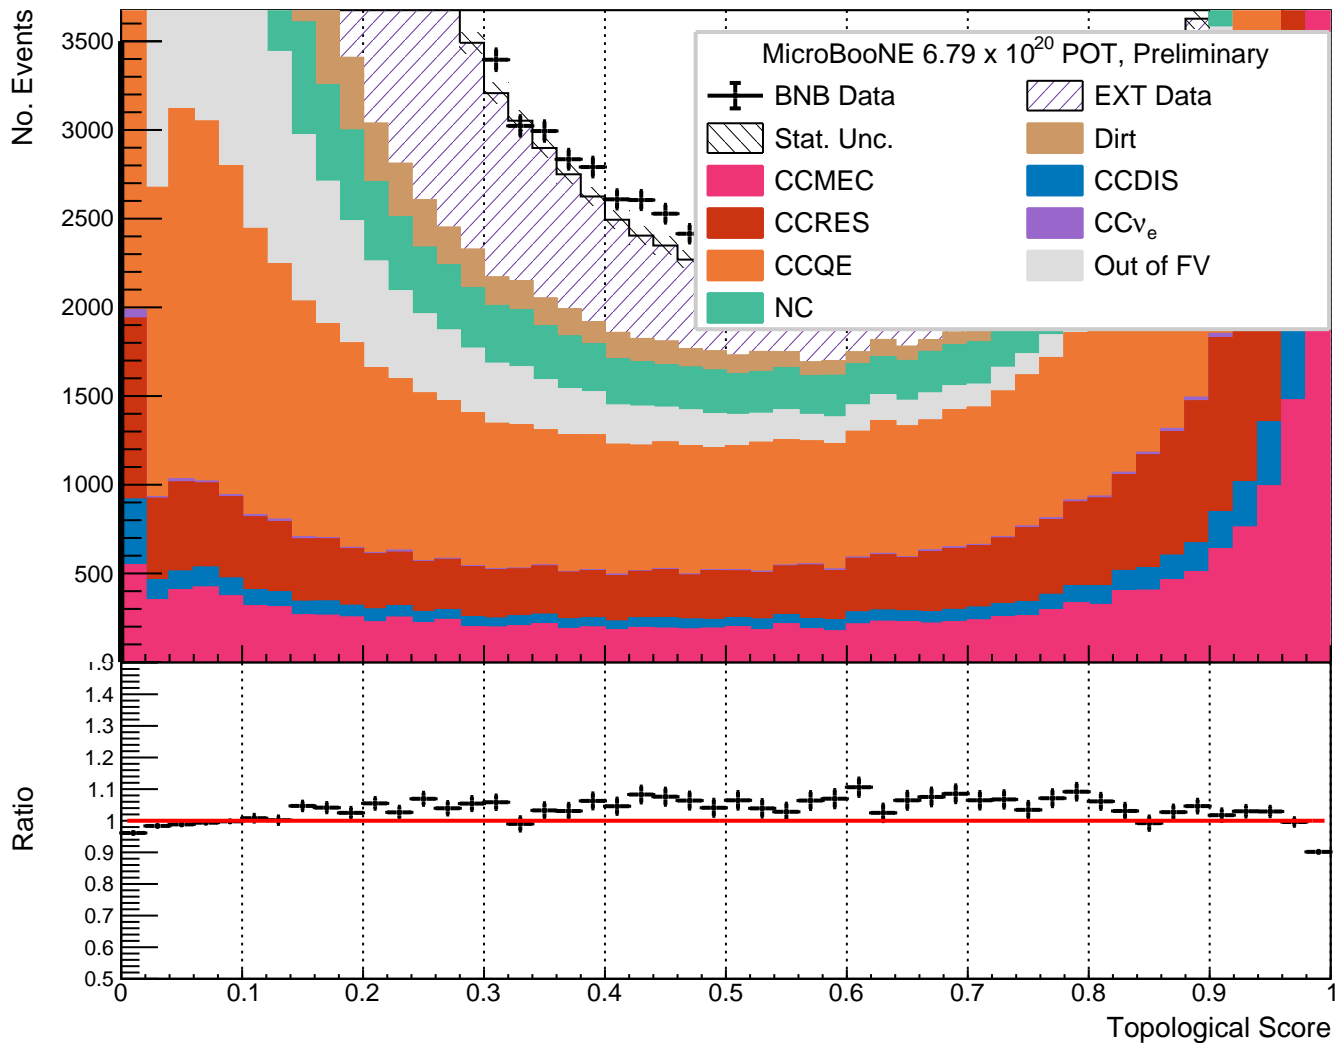 No. Events
3500
3000
2500
2000
1500
1000
500
MicroBooNE 6.79 x 10^20 POT, Preliminary
BNB Data
EXT Data
Stat. Unc.
Dirt
CCMEC
CCDIS
CCRES
CCν_e
CCQE
Out of FV
NC
Ratio
1.4
1.3
1.2
1.1
1
0.9
0.8
0.7
0.6
0.5
0 0.1 0.2 0.3 0.4 0.5 0.6 0.7 0.8 0.9 1
Topological Score